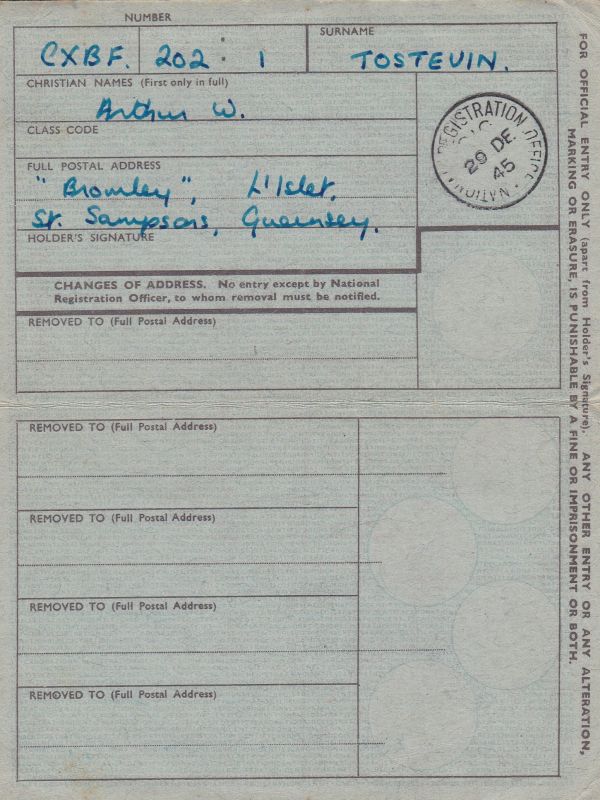 NUMBER
SURNAME
CXBF. 202 : 1
TOSTEVIN.
CHRISTIAN NAMES (First only in full)
Arthur W.
CLASS CODE
FULL POSTAL ADDRESS
"Bromley", L'Islet,
St. Sampsons, Guernsey.
HOLDER'S SIGNATURE
NATIONAL REGISTRATION OFFICE
29 DE
45
CHANGES OF ADDRESS. No entry except by National
Registration Officer, to whom removal must be notified.
REMOVED TO (Full Postal Address)
REMOVED TO (Full Postal Address)
REMOVED TO (Full Postal Address)
REMOVED TO (Full Postal Address)
REMOVED TO (Full Postal Address)
FOR OFFICIAL ENTRY ONLY (apart from Holder's Signature). ANY OTHER ENTRY OR ANY ALTERATION,
MARKING OR ERASURE, IS PUNISHABLE BY A FINE OR IMPRISONMENT OR BOTH.